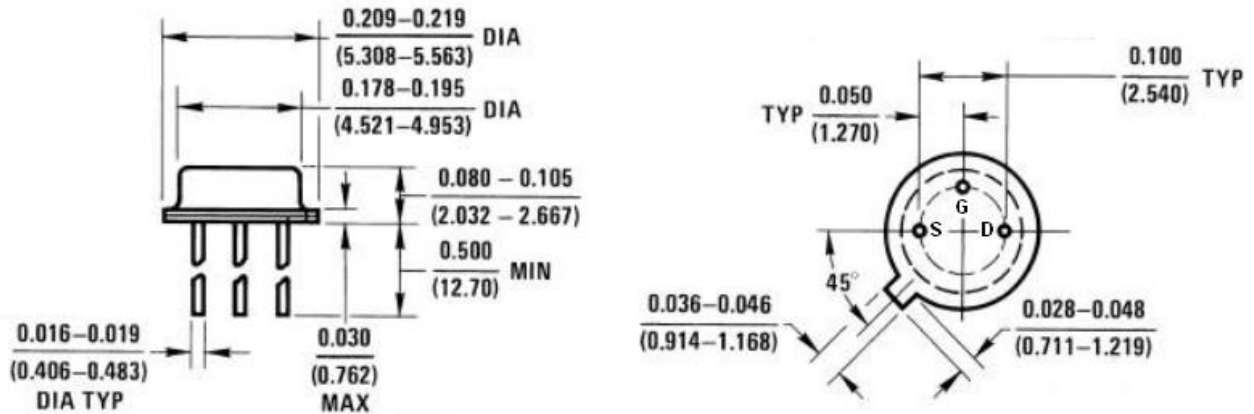 0.209–0.219
(5.308–5.563)
DIA
0.178–0.195
(4.521–4.953)
DIA
0.080 – 0.105
(2.032 – 2.667)
0.500
(12.70)
MIN
0.016–0.019
(0.406–0.483)
DIA TYP
0.030
(0.762)
MAX
0.100
(2.540)
TYP
TYP
0.050
(1.270)
G
S
D
45°
0.036–0.046
(0.914–1.168)
0.028–0.048
(0.711–1.219)